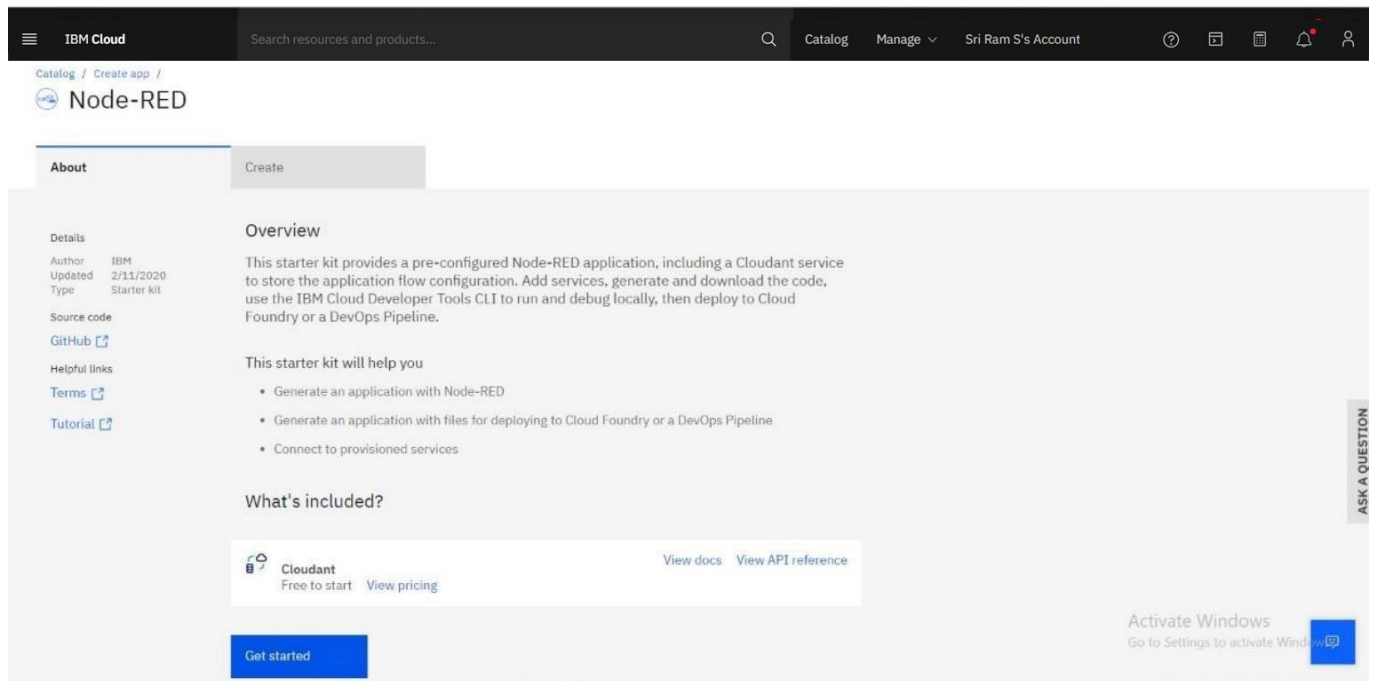 IBM Cloud
Search resources and products...
Catalog
Manage
Sri Ram S's Account
Catalog / Create app /
Node-RED
About
Create
Details
Author IBM
Updated 2/11/2020
Type Starter kit
Source code
GitHub
Helpful links
Terms
Tutorial
Overview
This starter kit provides a pre-configured Node-RED application, including a Cloudant service
to store the application flow configuration. Add services, generate and download the code,
use the IBM Cloud Developer Tools CLI to run and debug locally, then deploy to Cloud
Foundry or a DevOps Pipeline.
This starter kit will help you
• Generate an application with Node-RED
• Generate an application with files for deploying to Cloud Foundry or a DevOps Pipeline
• Connect to provisioned services
What's included?
Cloudant
Free to start View pricing
View docs View API reference
Get started
ASK A QUESTION
Activate Windows
Go to Settings to activate Windows